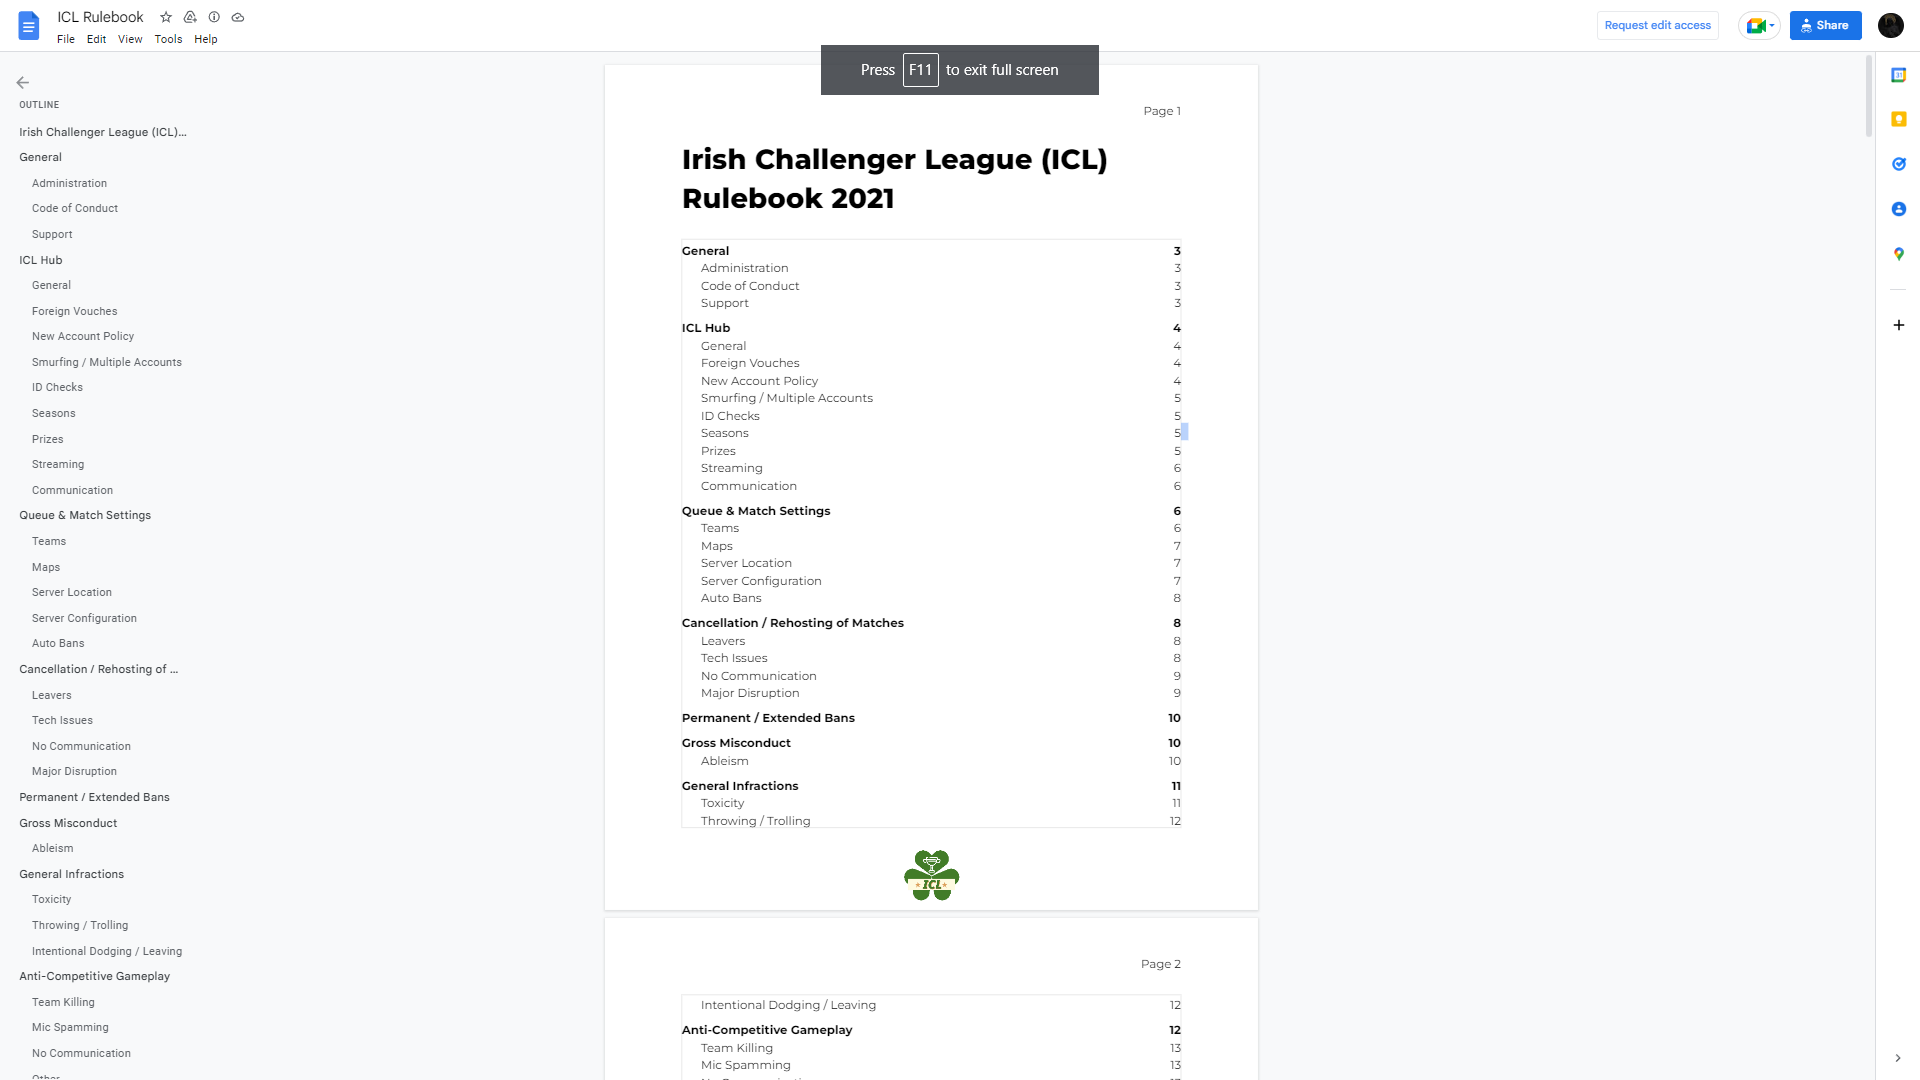 ICL Rulebook
File Edit View Tools Help
Request edit access
Share
Press F11 to exit full screen
OUTLINE
Irish Challenger League (ICL)...
General
Administration
Code of Conduct
Support
ICL Hub
General
Foreign Vouches
New Account Policy
Smurfing / Multiple Accounts
ID Checks
Seasons
Prizes
Streaming
Communication
Queue & Match Settings
Teams
Maps
Server Location
Server Configuration
Auto Bans
Cancellation / Rehosting of ...
Leavers
Tech Issues
No Communication
Major Disruption
Permanent / Extended Bans
Gross Misconduct
Ableism
General Infractions
Toxicity
Throwing / Trolling
Intentional Dodging / Leaving
Anti-Competitive Gameplay
Team Killing
Mic Spamming
No Communication
Other
Page 1
Irish Challenger League (ICL)
Rulebook 2021
General 3
Administration 3
Code of Conduct 3
Support 3
ICL Hub 4
General 4
Foreign Vouches 4
New Account Policy 4
Smurfing / Multiple Accounts 5
ID Checks 5
Seasons 5
Prizes 5
Streaming 6
Communication 6
Queue & Match Settings 6
Teams 6
Maps 7
Server Location 7
Server Configuration 7
Auto Bans 8
Cancellation / Rehosting of Matches 8
Leavers 8
Tech Issues 8
No Communication 9
Major Disruption 9
Permanent / Extended Bans 10
Gross Misconduct 10
Ableism 10
General Infractions 11
Toxicity 11
Throwing / Trolling 12
ICL
Page 2
Intentional Dodging / Leaving 12
Anti-Competitive Gameplay 12
Team Killing 13
Mic Spamming 13